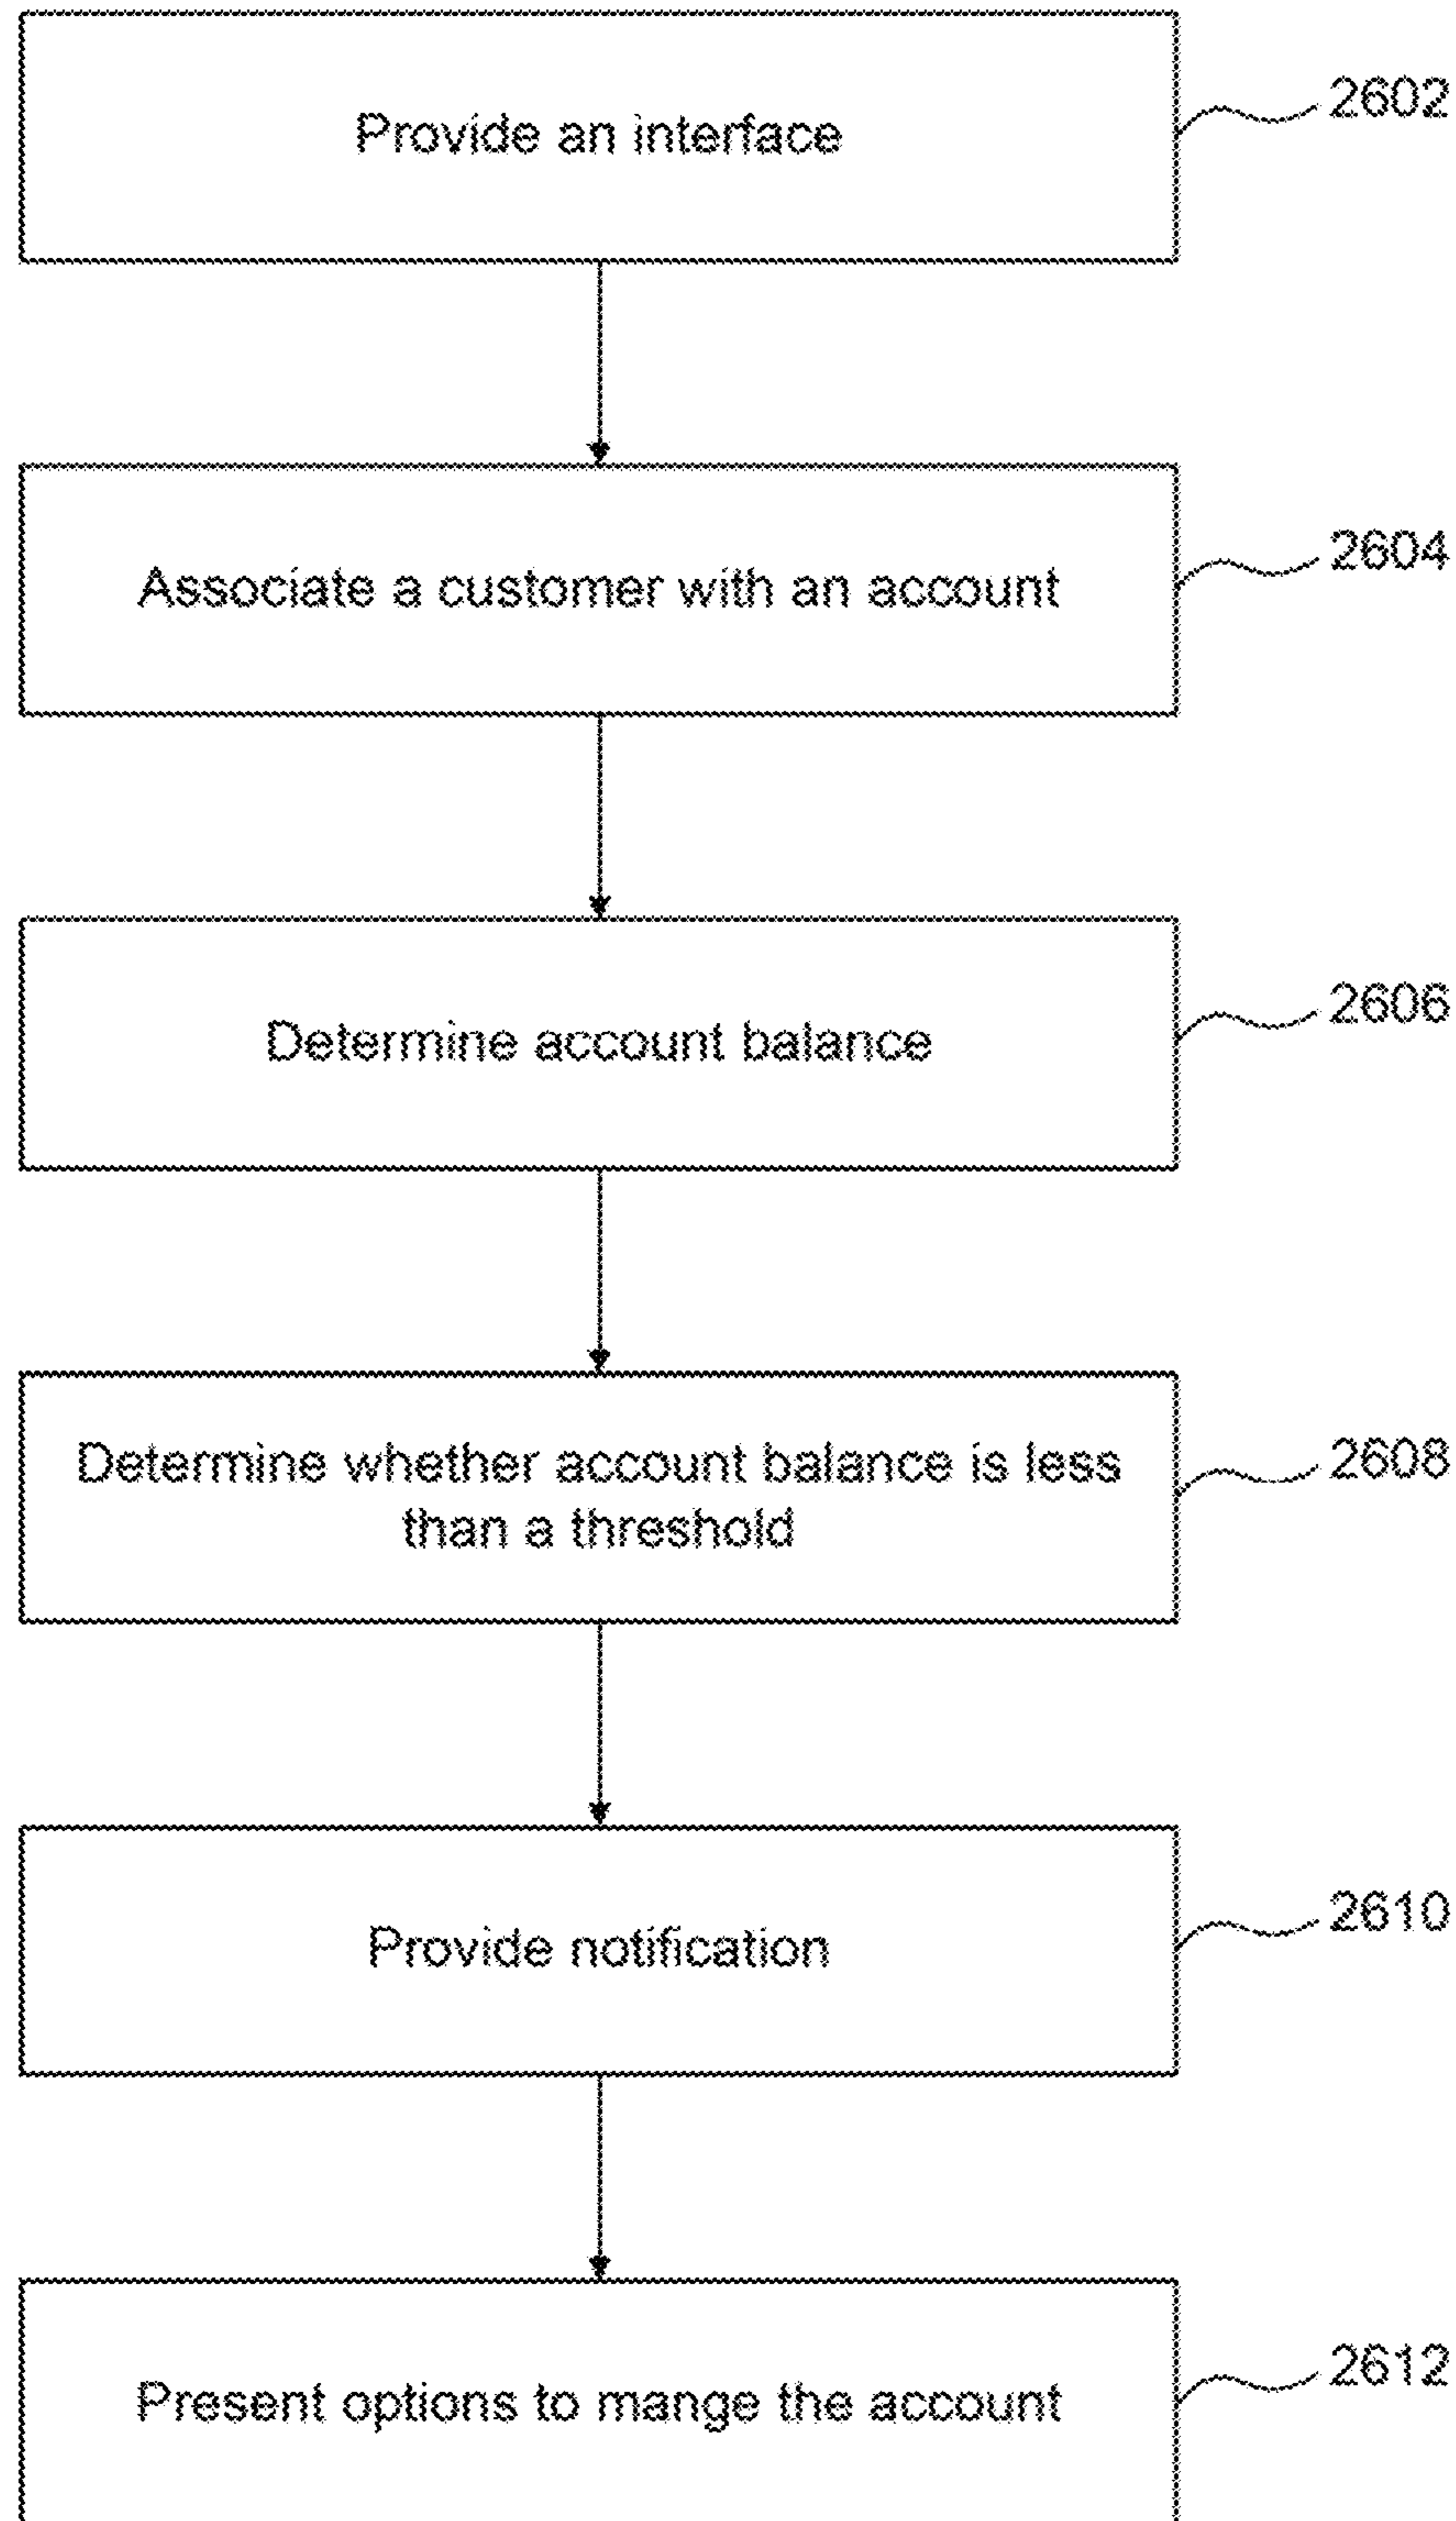 Provide an interface
2602
Associate a customer with an account
2604
Determine account balance
2606
Determine whether account balance is less
than a threshold
2608
Provide notification
2610
Present options to mange the account
2612